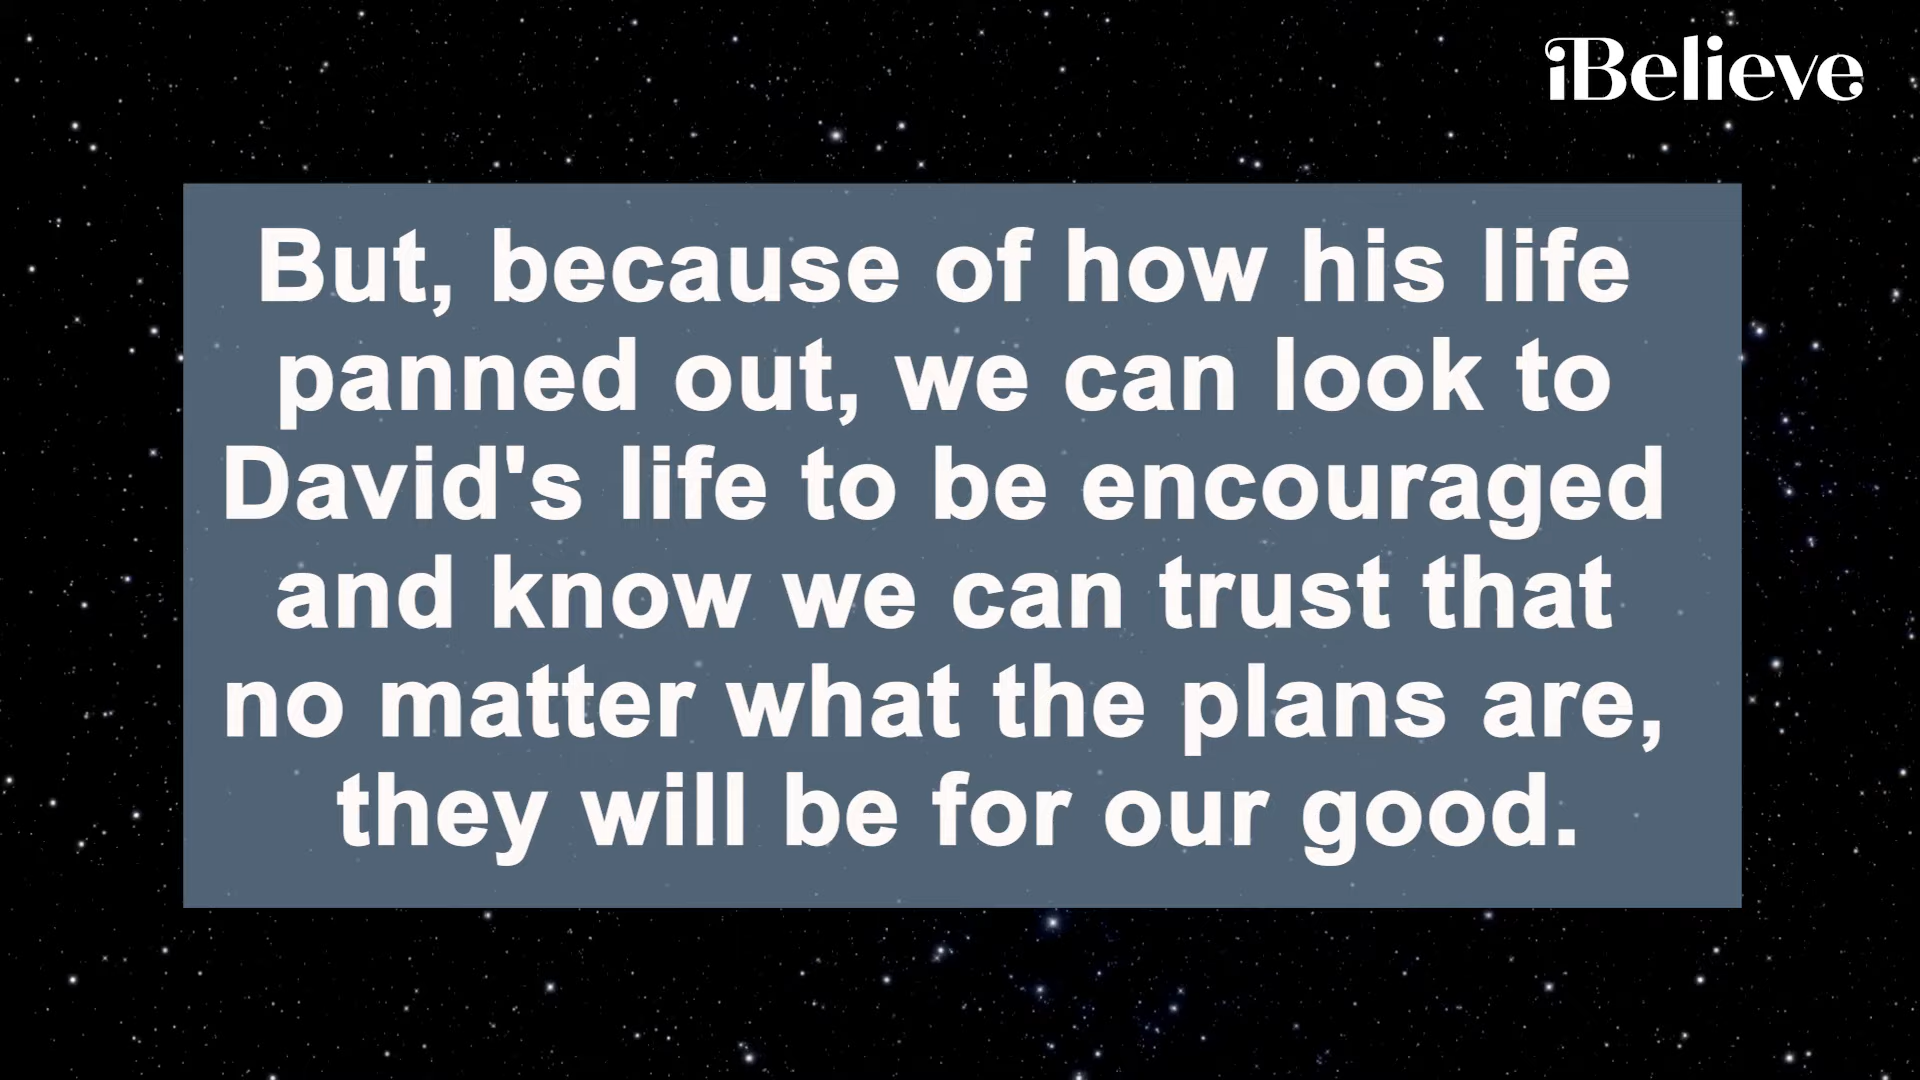 iBelieve
But, because of how his life
panned out, we can look to
David's life to be encouraged
and know we can trust that
no matter what the plans are,
they will be for our good.